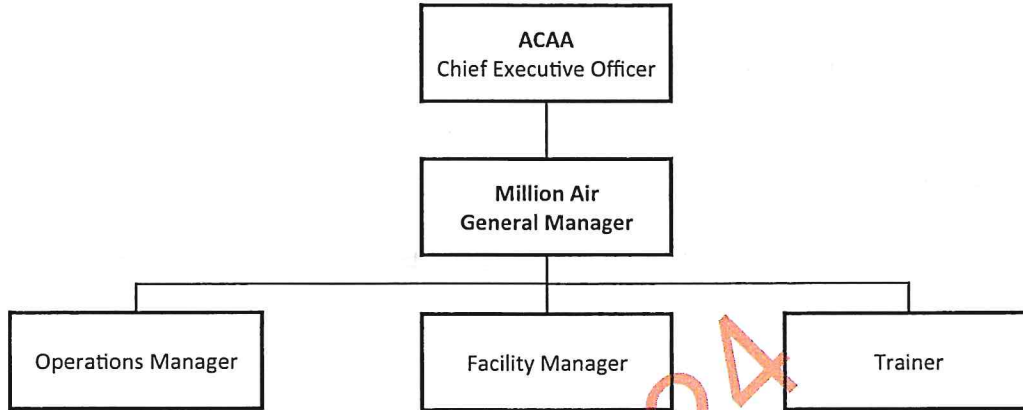 ACAA
Chief Executive Officer
Million Air
General Manager
Operations Manager
Facility Manager
Trainer